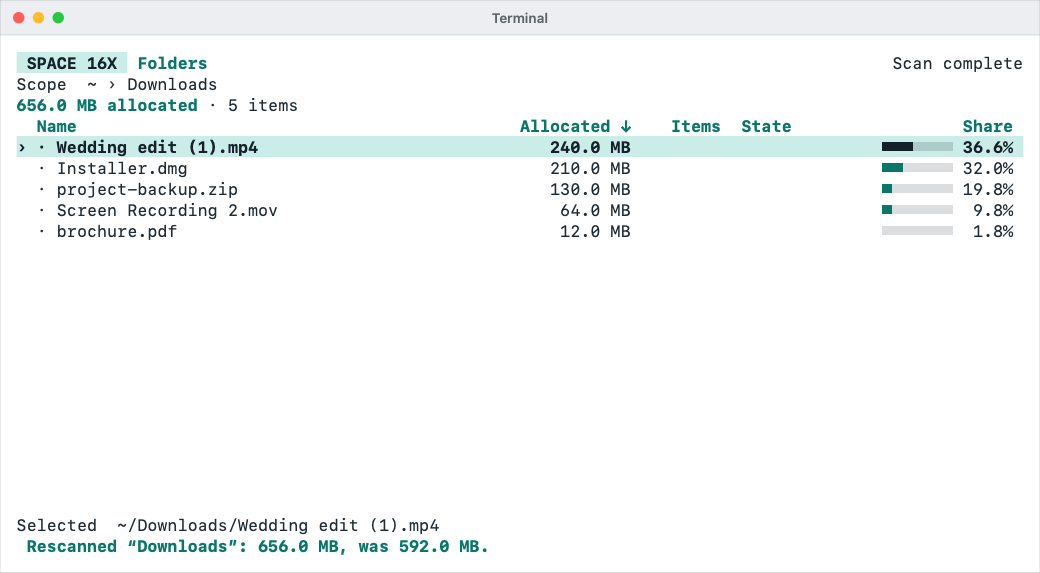 Terminal
SPACE 16X Folders Scan complete
Scope ~ › Downloads
656.0 MB allocated · 5 items
Name Allocated ↓ Items State Share
› · Wedding edit (1).mp4 240.0 MB 36.6%
· Installer.dmg 210.0 MB 32.0%
· project-backup.zip 130.0 MB 19.8%
· Screen Recording 2.mov 64.0 MB 9.8%
· brochure.pdf 12.0 MB 1.8%
Selected ~/Downloads/Wedding edit (1).mp4
Rescanned “Downloads”: 656.0 MB, was 592.0 MB.